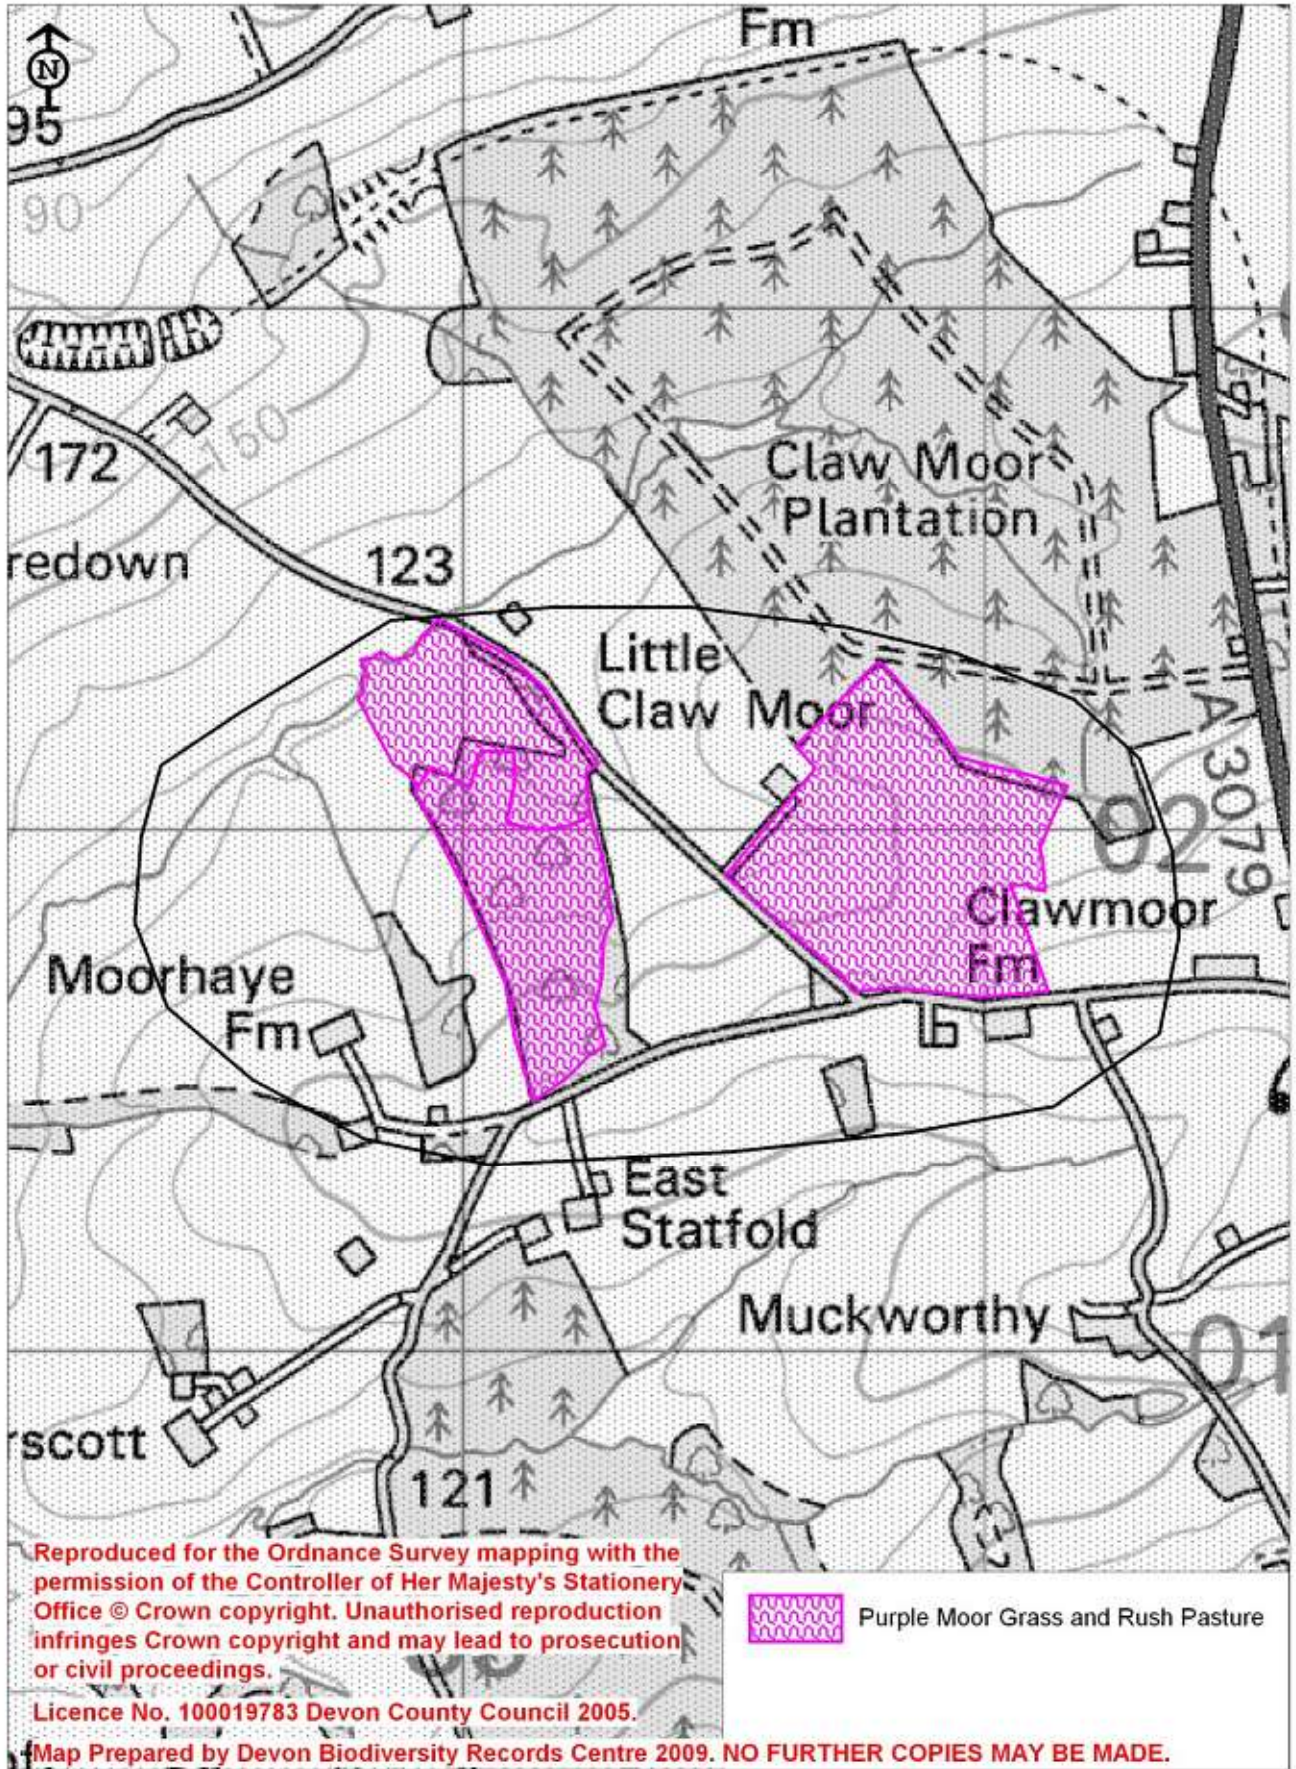 Fm
N
95
90
150
172
Claw Moor
Plantation
redown
123
Little
Claw Moor
A 3079
02
Clawmoor
Fm
Moorhaye
Fm
East
Statfold
Muckworthy
01
rscott
121
Reproduced for the Ordnance Survey mapping with the
permission of the Controller of Her Majesty's Stationery
Office © Crown copyright. Unauthorised reproduction
infringes Crown copyright and may lead to prosecution
or civil proceedings.
Purple Moor Grass and Rush Pasture
Licence No. 100019783 Devon County Council 2005.
Map Prepared by Devon Biodiversity Records Centre 2009. NO FURTHER COPIES MAY BE MADE.